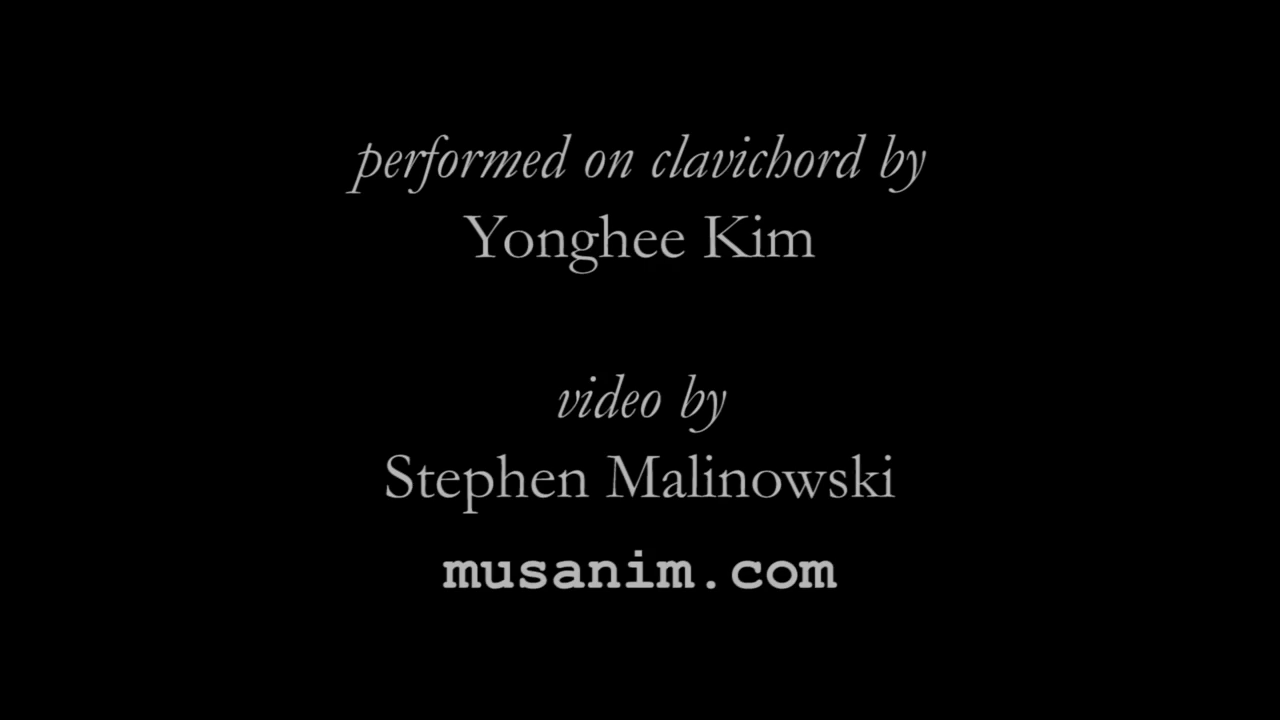 performed on clavichord by
Yonghee Kim
video by
Stephen Malinowski
musanim.com